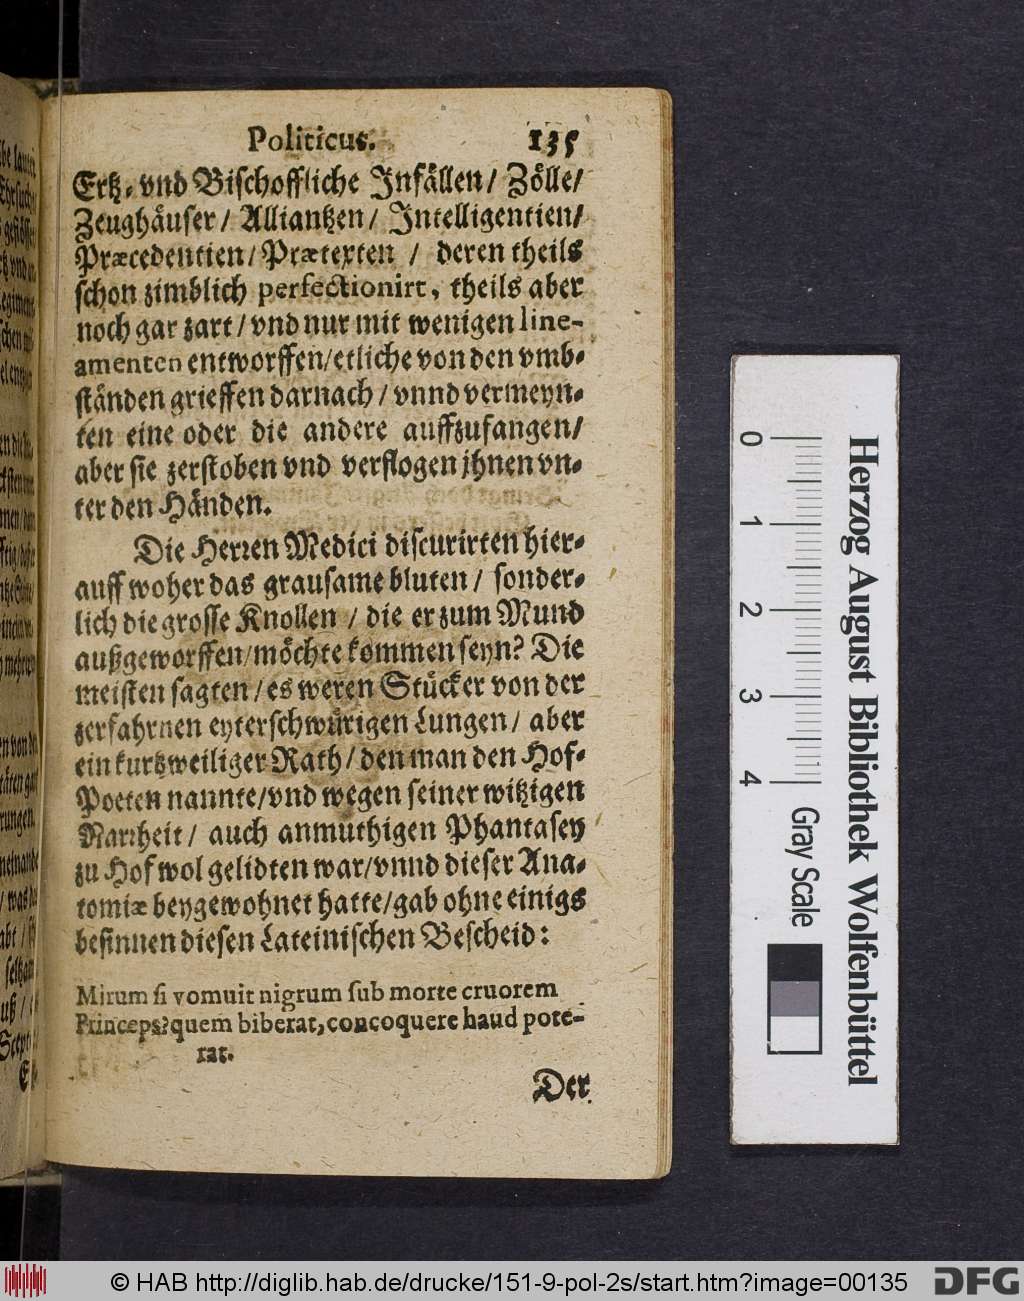 Politicus. 135
Ertz- vnd Bischoffliche Infällen/ Zölle/
Zeughäuser/ Alliantzen/ Intelligentien/
Præcedentien/ Prætexten / deren theils
schon zimblich perfectionirt, theils aber
noch gar zart/ vnd nur mit wenigen line-
amenten entworffen/ etliche von den vmb-
ständen grieffen darnach/ vnnd vermeyn-
ten eine oder die andere auffzufangen/
aber sie zerstoben vnd verflogen jhnen vn-
ter den Händen.
Die Herren Medici discurirten hier-
auff woher das grausame bluten/ sonder-
lich die grosse Knollen / die er zum Mund
außgeworffen/ möchte kommen seyn? Die
meisten sagten/ es weren Stücker von der
zerfahrnen eyterschwürigen Lungen/ aber
ein kurtzweiliger Rath/ den man den Hof-
Poeten nannte/ vnd wegen seiner witzigen
Narrheit/ auch anmuthigen Phantasey
zu Hof wol gelidten war/ vnnd dieser Ana-
tomiæ beygewohnet hatte/ gab ohne einigs
besinnen diesen Lateinischen Bescheid:
Mirum si vomuit nigrum sub morte cruorem
Princeps? quem biberat, concoquere haud pote-
rat.
Der
0 1 2 3 4
Gray Scale
Herzog August Bibliothek Wolfenbüttel
© HAB http://diglib.hab.de/drucke/151-9-pol-2s/start.htm?image=00135
DFG